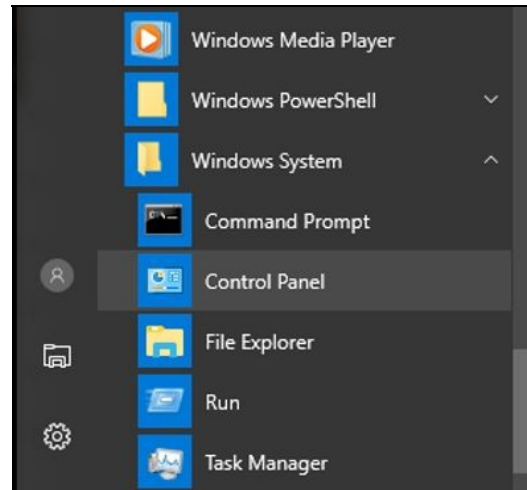 Windows Media Player
Windows PowerShell
Windows System
Command Prompt
Control Panel
File Explorer
Run
Task Manager